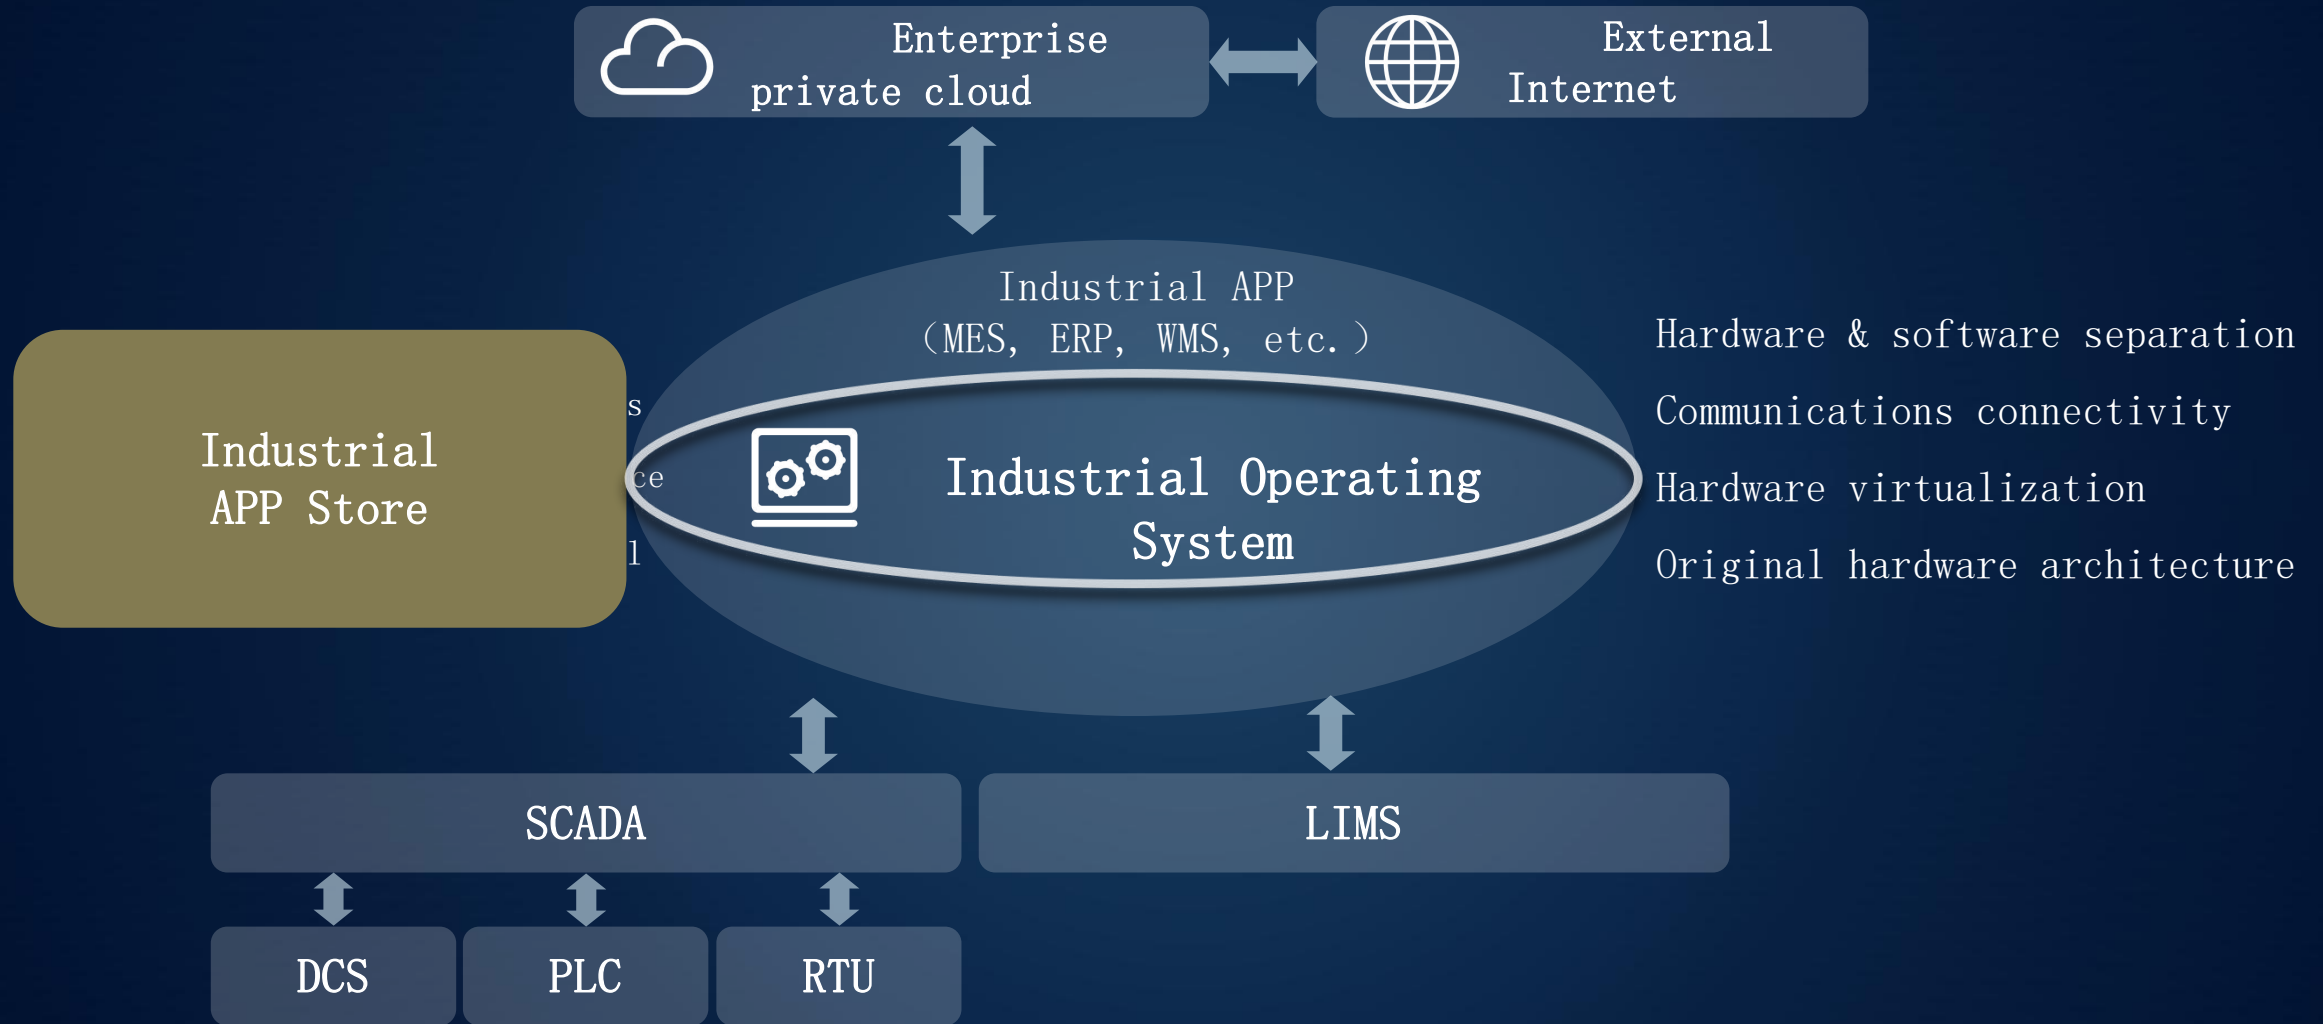 Enterprise
private cloud
External
Internet
Industrial APP
（MES, ERP, WMS, etc.）
Industrial
APP Store
Industrial Operating
System
Hardware & software separation
Communications connectivity
Hardware virtualization
Original hardware architecture
SCADA
LIMS
DCS
PLC
RTU